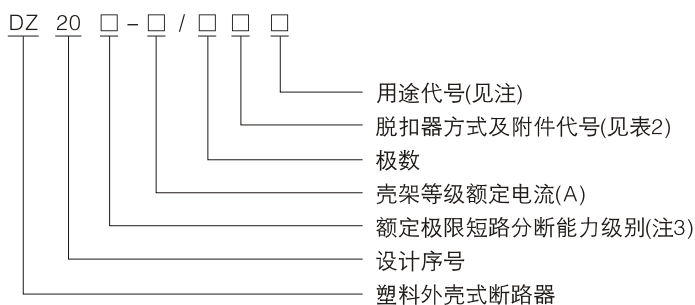 DZ 20 □ - □ / □ □ □
用途代号(见注)
脱扣器方式及附件代号(见表2)
极数
壳架等级额定电流(A)
额定极限短路分断能力级别(注3)
设计序号
塑料外壳式断路器